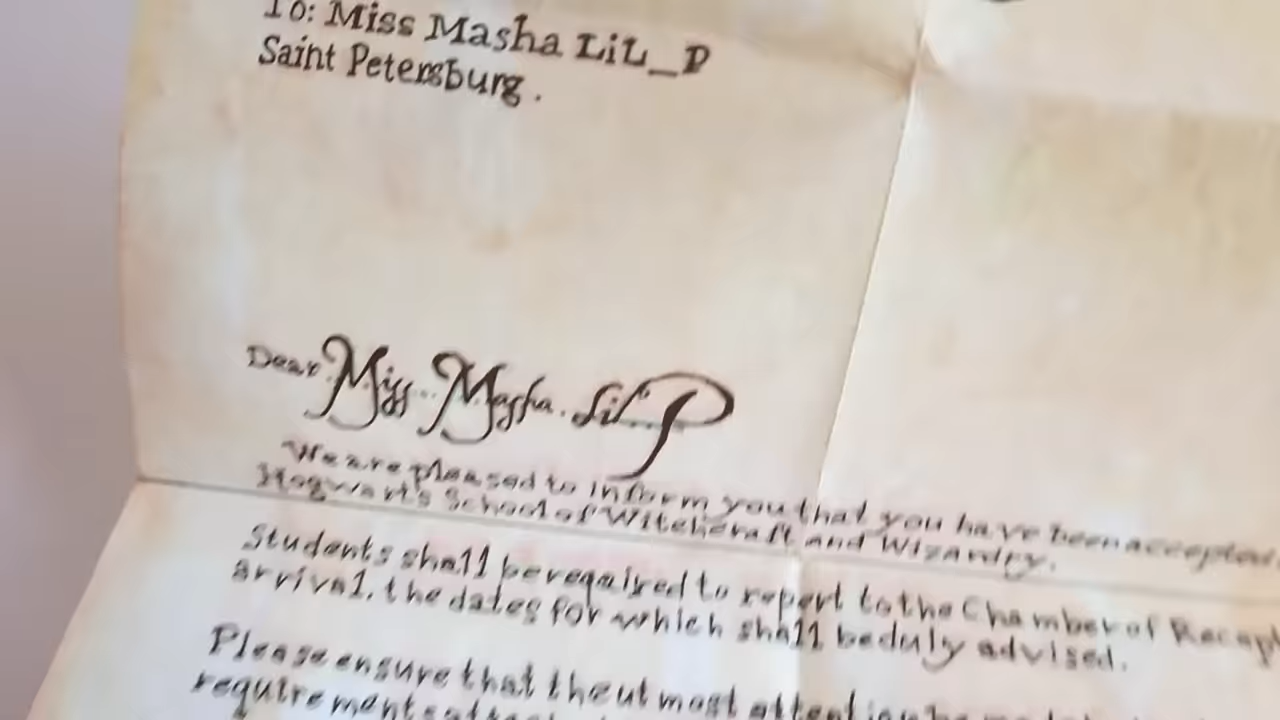 To: Miss Masha LiL_P
Saint Petersburg.
Dear Miss Masha Lil P
We are pleased to inform you that you have been accepted
Hogwarts School of Witchcraft and Wizardry.
Students shall be required to report to the Chamber of
arrival, the dates for which shall be duly advised.
Please ensure that the utmost
requirements